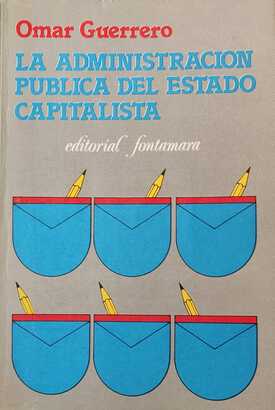 Omar Guerrero
LA ADMINISTRACION
PUBLICA DEL ESTADO
CAPITALISTA
editorial fontamara